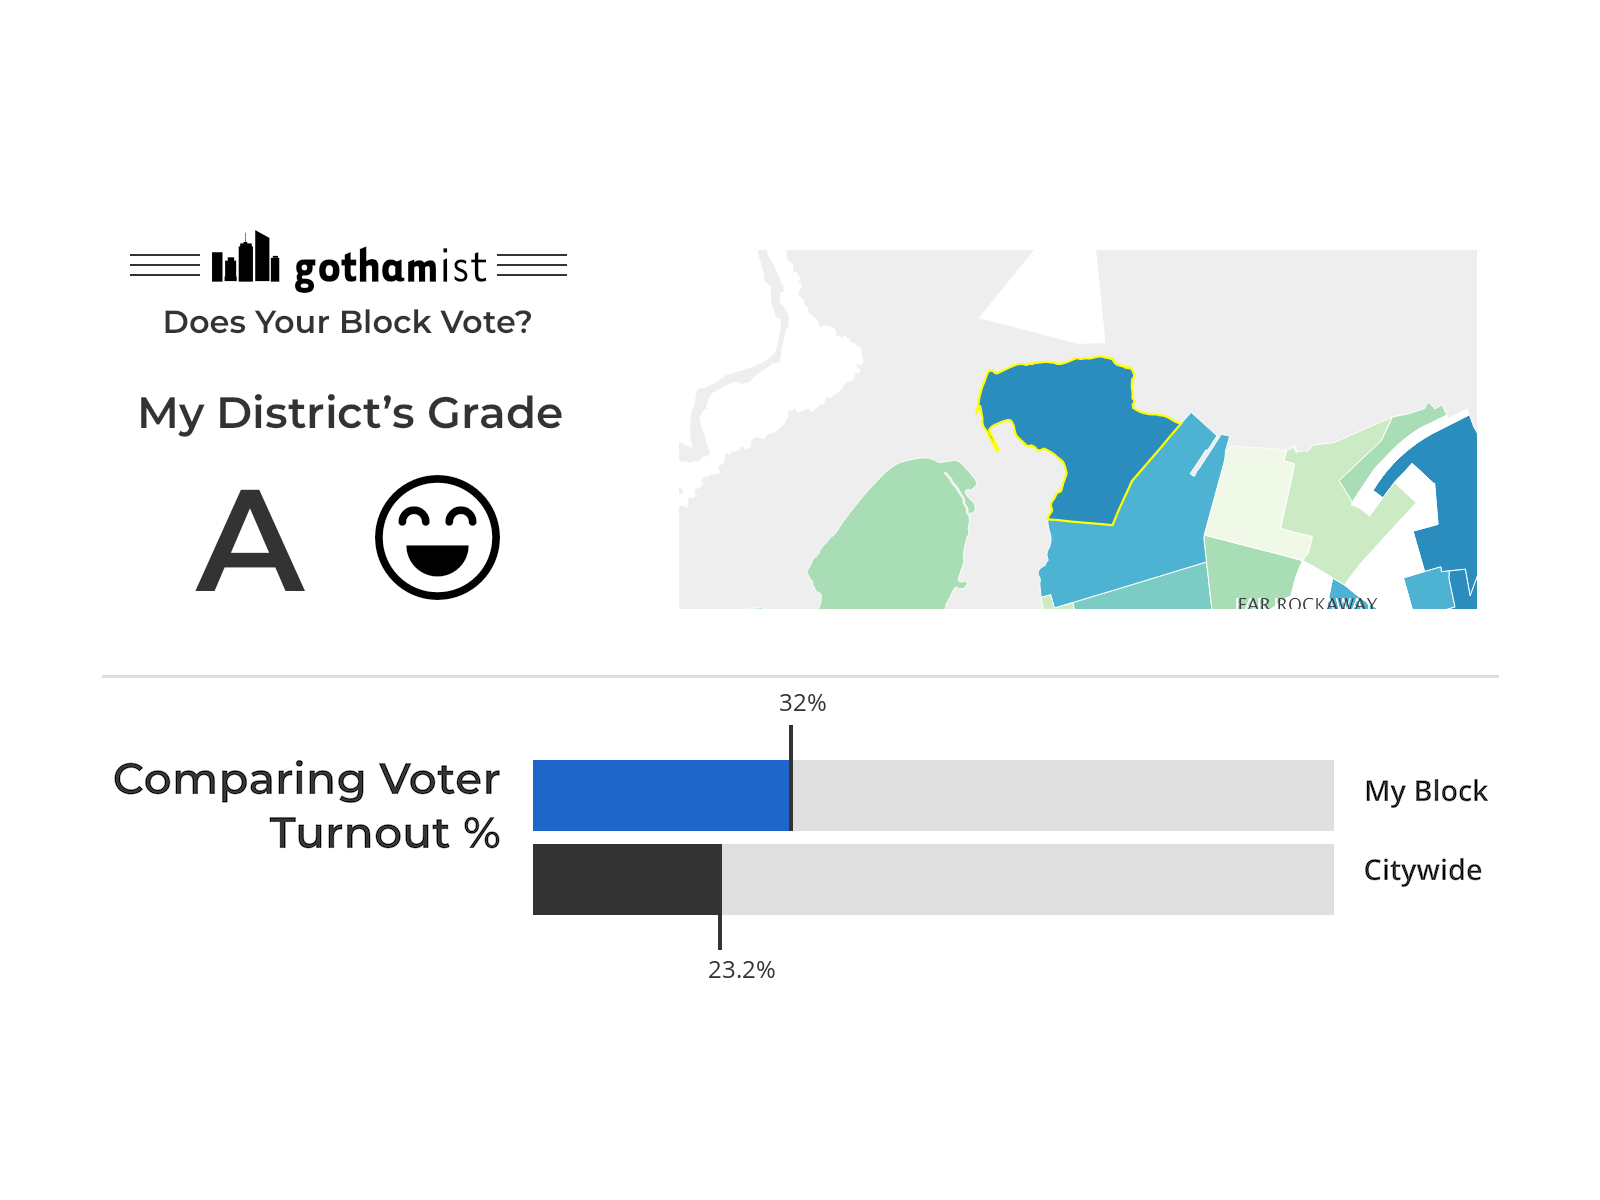 gothamist
Does Your Block Vote?
My District’s Grade
A
FAR ROCKAWAY
32%
Comparing Voter
Turnout %
My Block
Citywide
23.2%